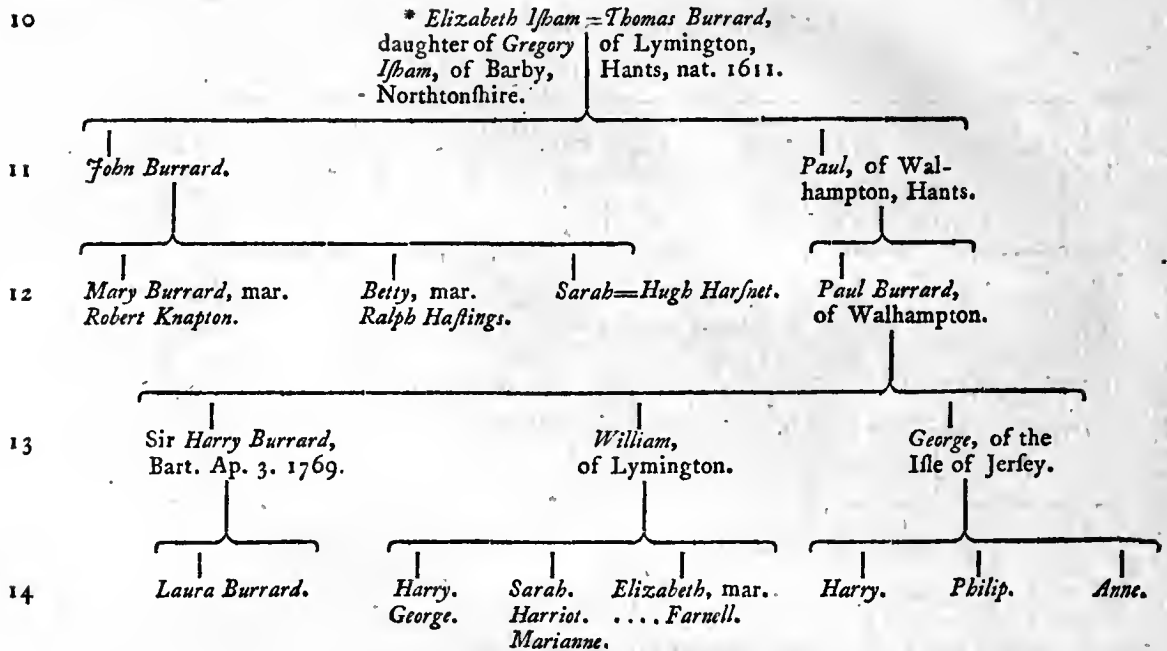 10
* Elizabeth Iſham = Thomas Burrard,
daughter of Gregory
Iſham, of Barby,
Northtonſhire.
of Lymington,
Hants, nat. 1611.
11
John Burrard.
Paul, of Wal-
hampton, Hants.
12
Mary Burrard, mar.
Robert Knapton.
Betty, mar.
Ralph Haſtings.
Sarah=Hugh Harſnet.
Paul Burrard,
of Walhampton.
13
Sir Harry Burrard,
Bart. Ap. 3. 1769.
William,
of Lymington.
George, of the
Iſle of Jerſey.
14
Laura Burrard.
Harry.
George.
Sarah.
Harriot.
Marianne.
Elizabeth, mar.
.... Farnell.
Harry.
Philip.
Anne.